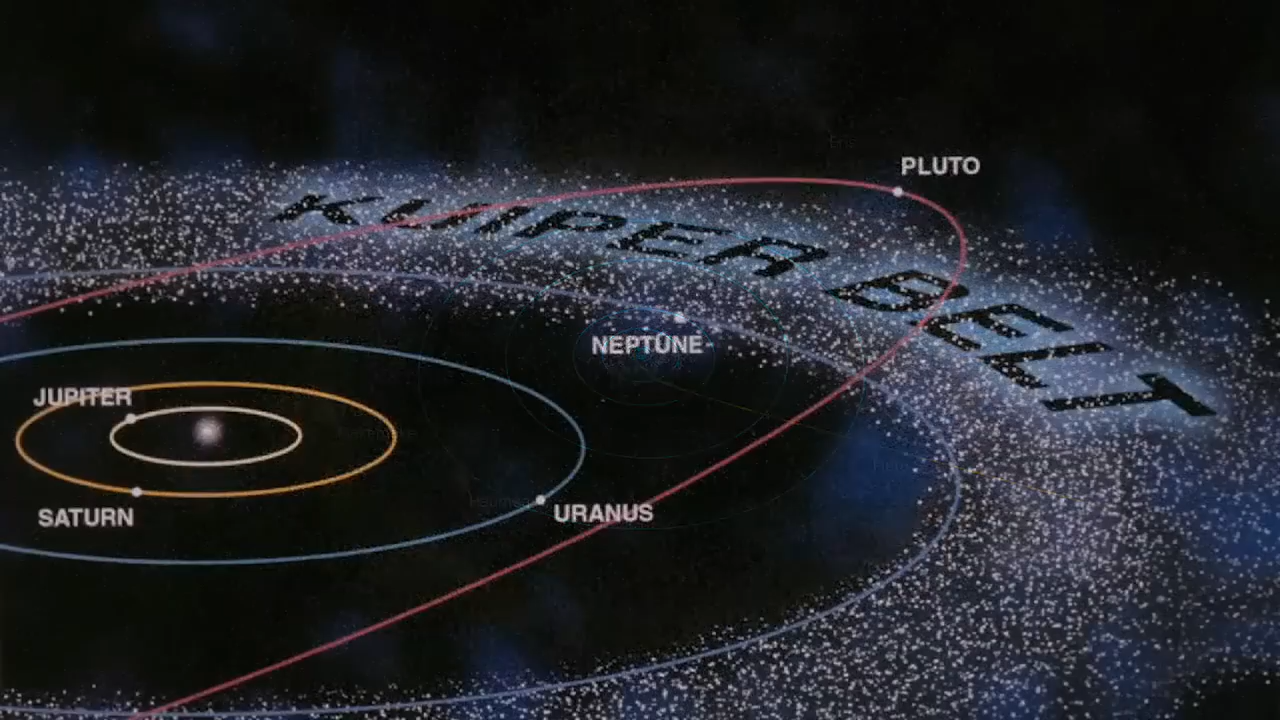 PLUTO
KUIPER BELT
NEPTUNE
JUPITER
SATURN
URANUS